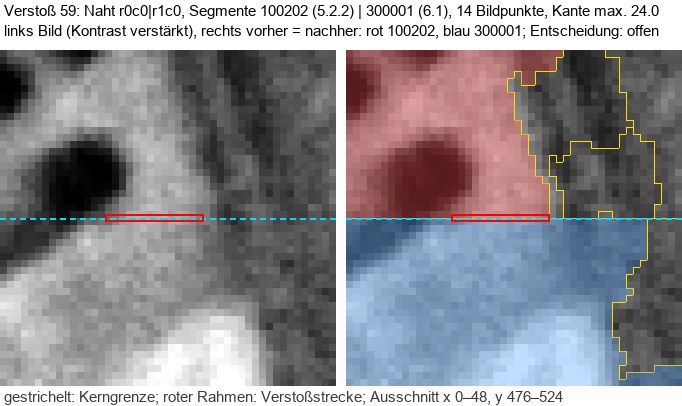 Verstoß 59: Naht r0c0|r1c0, Segmente 100202 (5.2.2) | 300001 (6.1), 14 Bildpunkte, Kante max. 24.0
links Bild (Kontrast verstärkt), rechts vorher = nachher: rot 100202, blau 300001; Entscheidung: offen
gestrichelt: Kerngrenze; roter Rahmen: Verstoßstrecke; Ausschnitt x 0–48, y 476–524